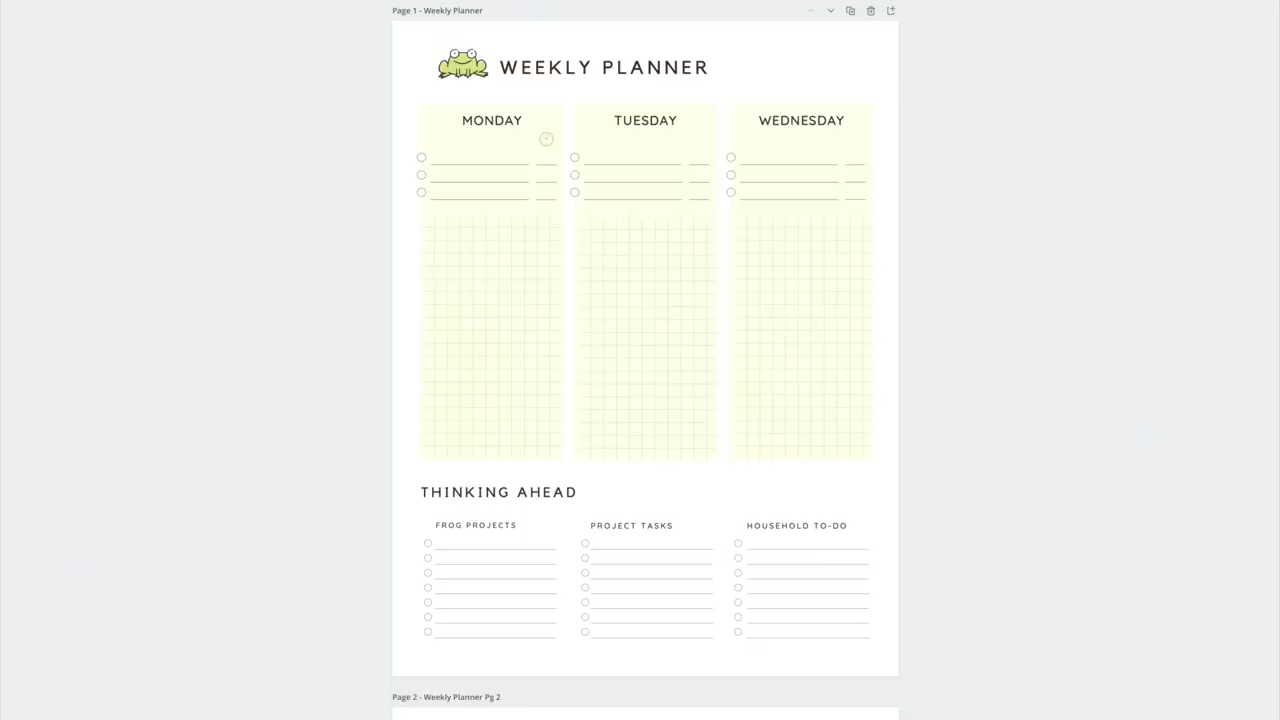 Page 1 - Weekly Planner
WEEKLY PLANNER
MONDAY
TUESDAY
WEDNESDAY
THINKING AHEAD
FROG PROJECTS
PROJECT TASKS
HOUSEHOLD TO-DO
Page 2 - Weekly Planner Pg 2